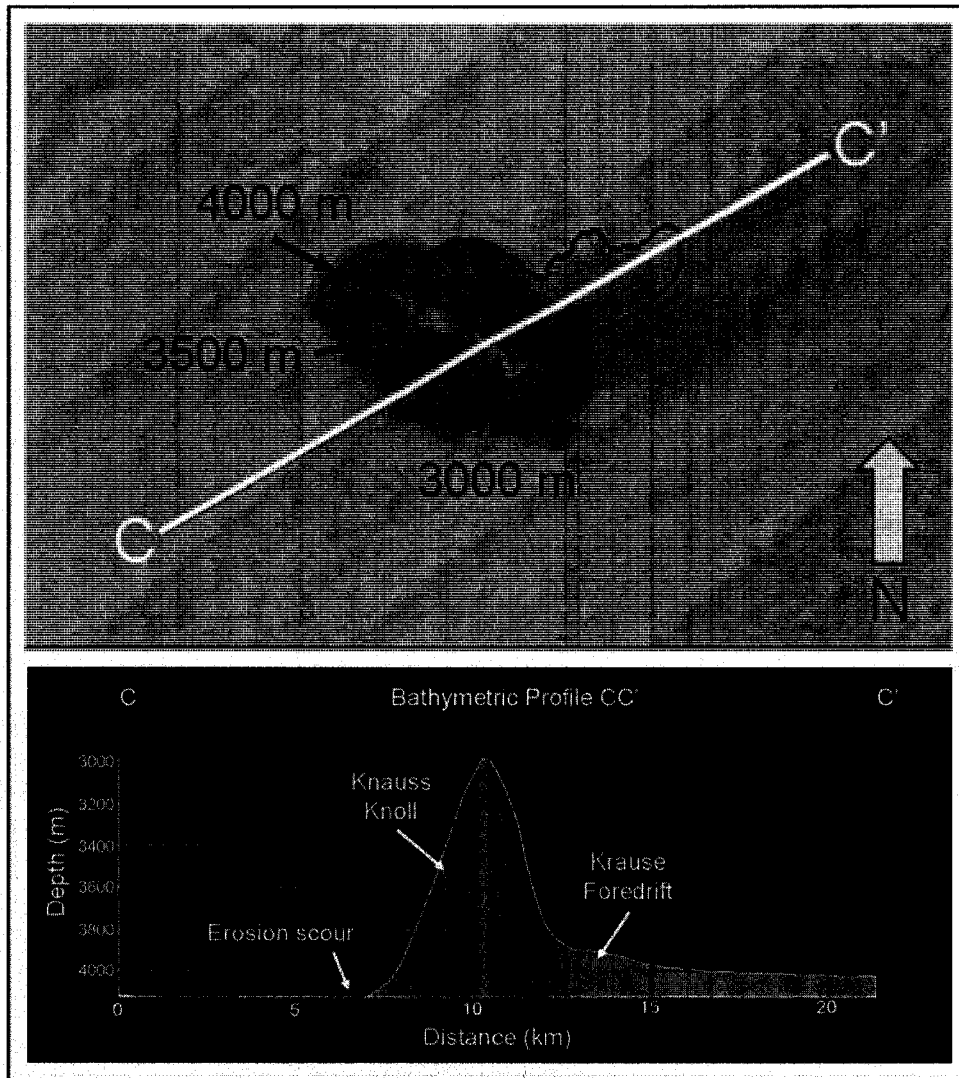 C'
4000 m
3500 m
3000 m
C
N
C Bathymetric Profile CC' C'
Depth (m)
3000
3200
3400
3600
3800
4000
Knauss
Knoll
Krause
Foredrift
Erosion scour
0 5 10 15 20
Distance (km)